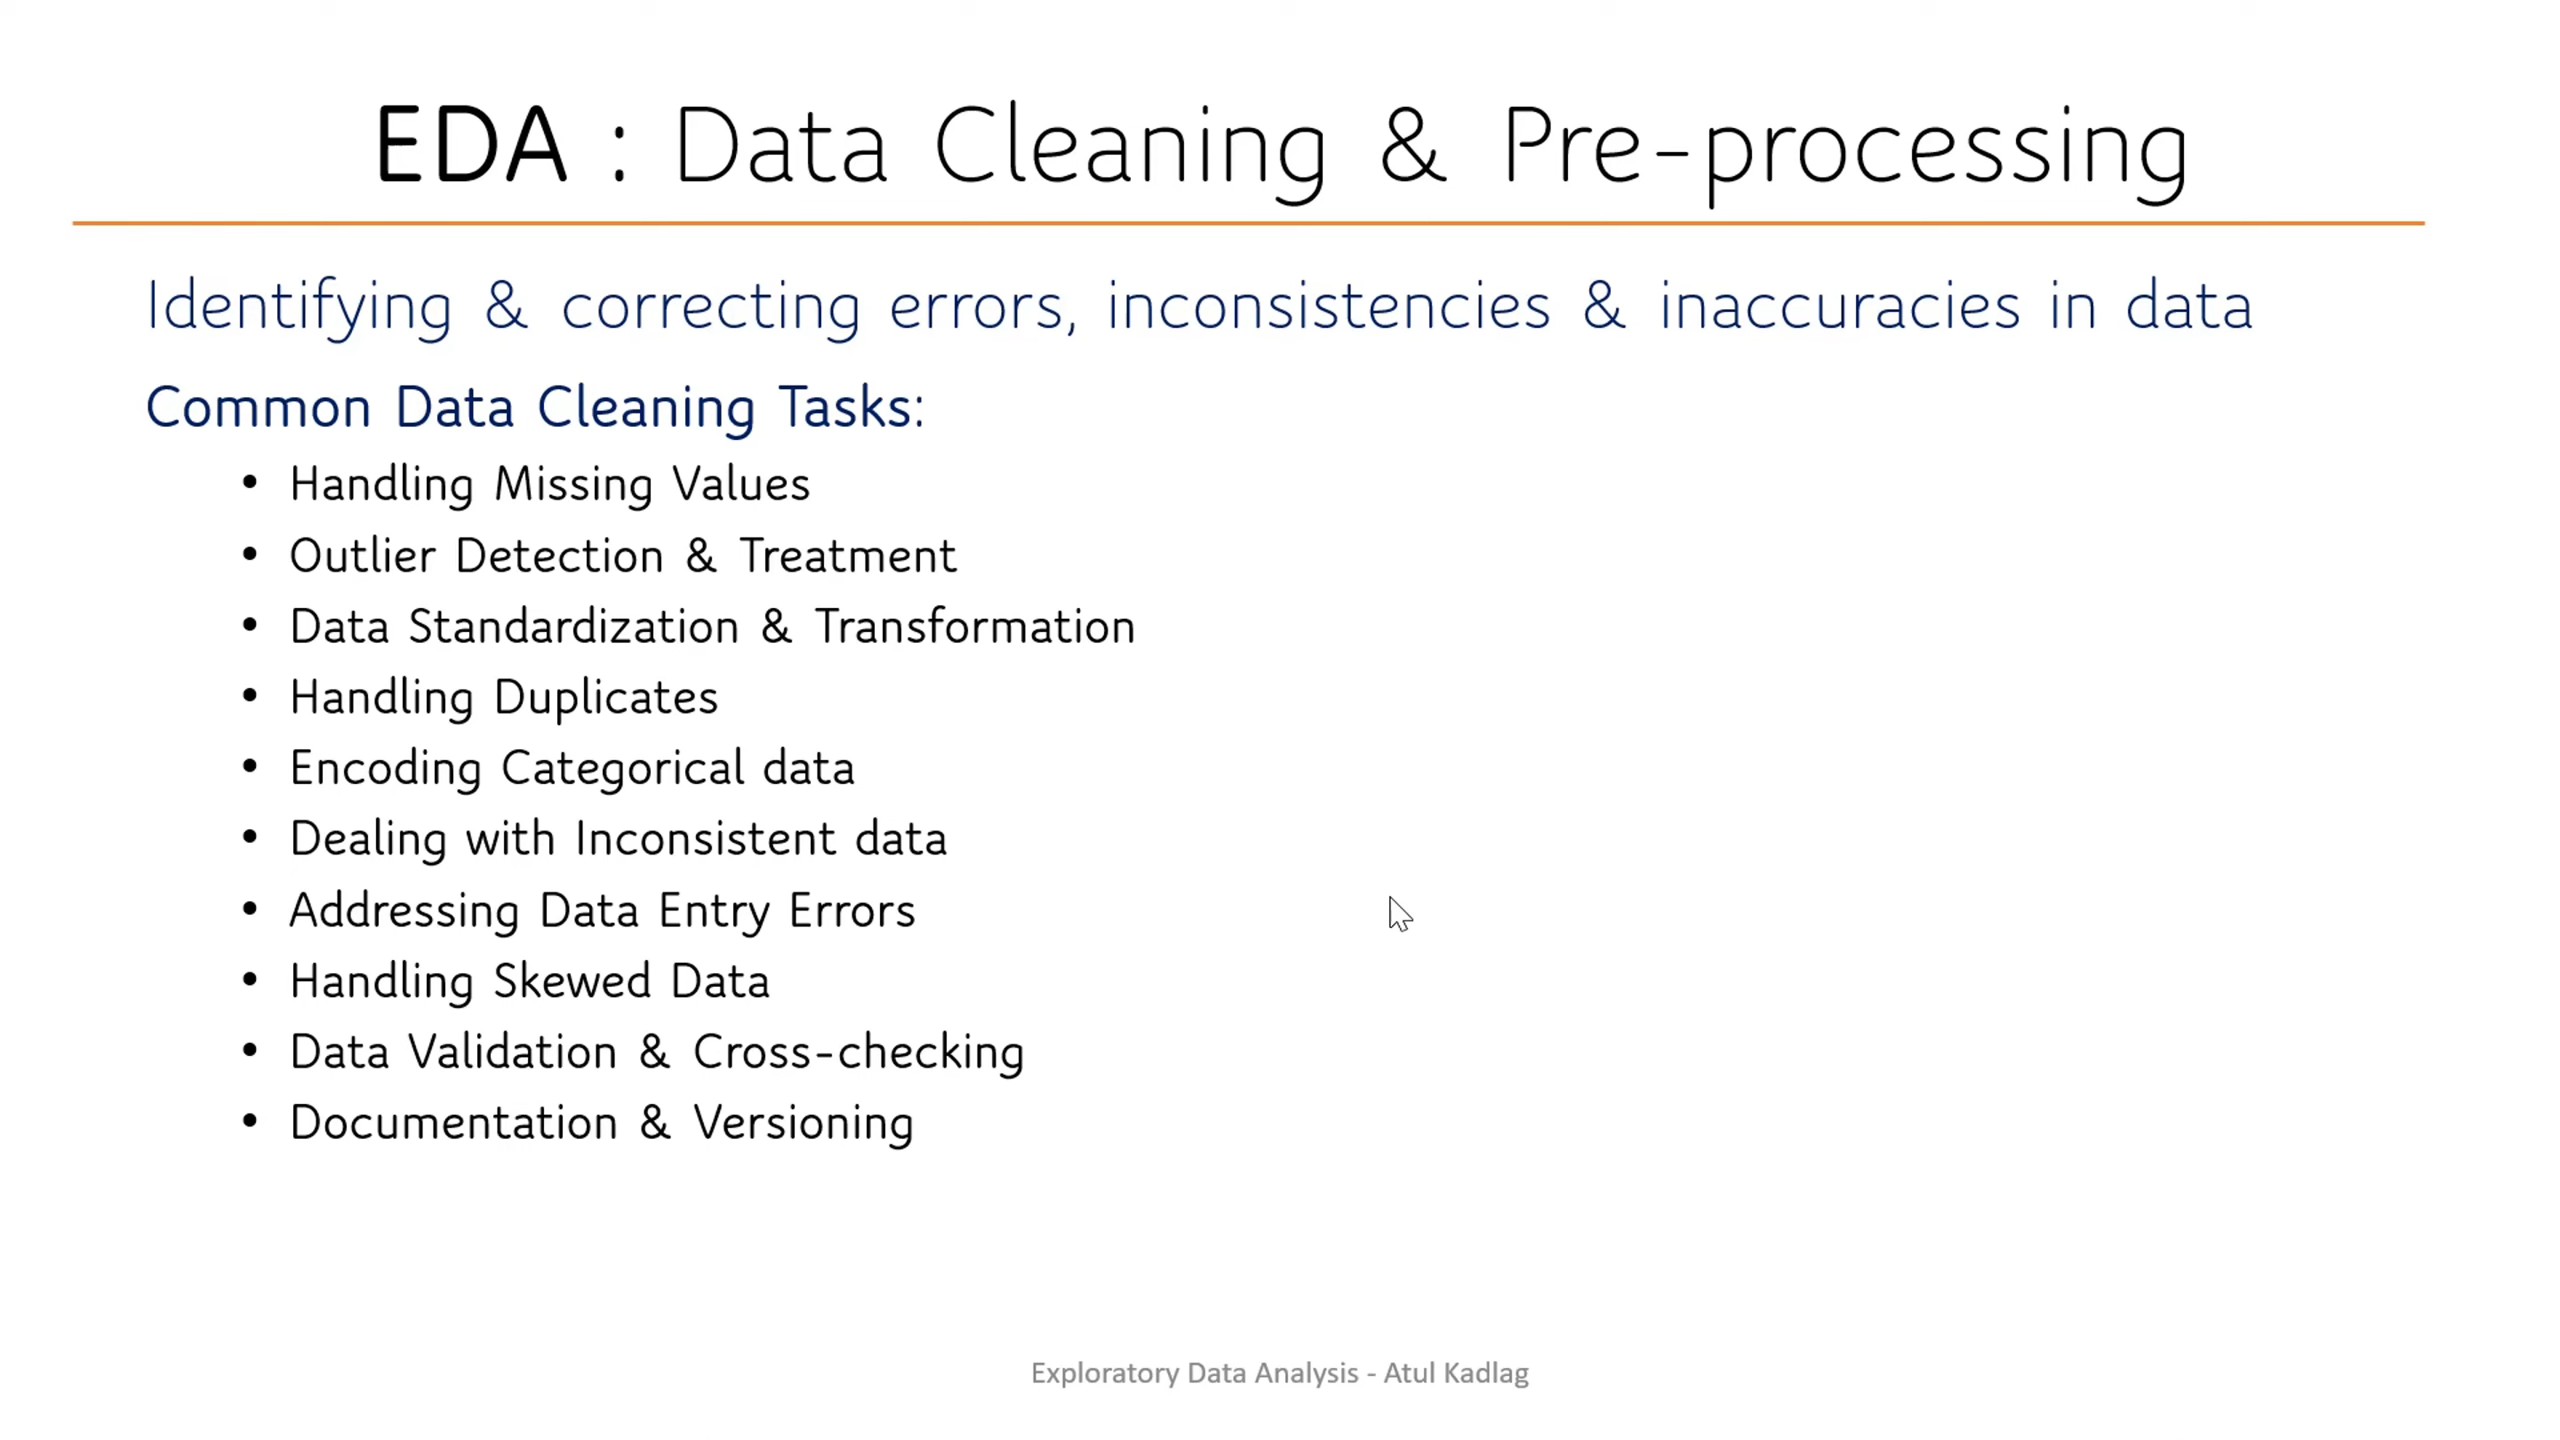 EDA : Data Cleaning & Pre-processing
Identifying & correcting errors, inconsistencies & inaccuracies in data
Common Data Cleaning Tasks:
• Handling Missing Values
• Outlier Detection & Treatment
• Data Standardization & Transformation
• Handling Duplicates
• Encoding Categorical data
• Dealing with Inconsistent data
• Addressing Data Entry Errors
• Handling Skewed Data
• Data Validation & Cross-checking
• Documentation & Versioning
Exploratory Data Analysis - Atul Kadlag